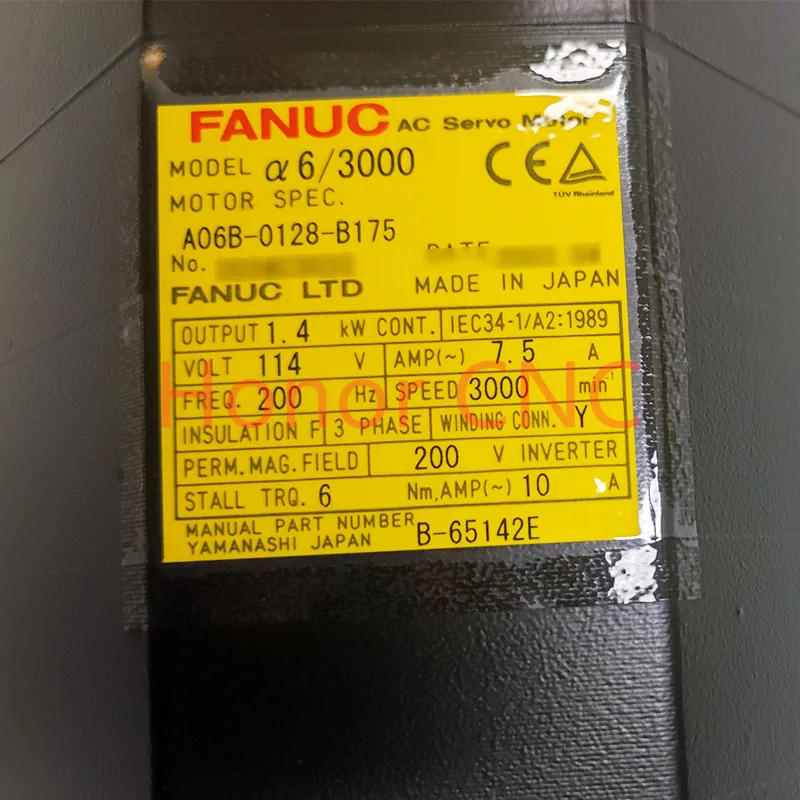 FANUC AC Servo Motor
MODEL α6/3000
CE
TÜV Rheinland
MOTOR SPEC.
A06B-0128-B175
No.
DATE
FANUC LTD MADE IN JAPAN
OUTPUT 1.4 kW CONT. IEC34-1/A2:1989
VOLT 114 V AMP(~) 7.5 A
FREQ. 200 Hz SPEED 3000 min⁻¹
Honor CNC
INSULATION F 3 PHASE WINDING CONN. Y
PERM.MAG.FIELD 200 V INVERTER
STALL TRQ. 6 Nm,AMP(~) 10 A
MANUAL PART NUMBER B-65142E
YAMANASHI JAPAN